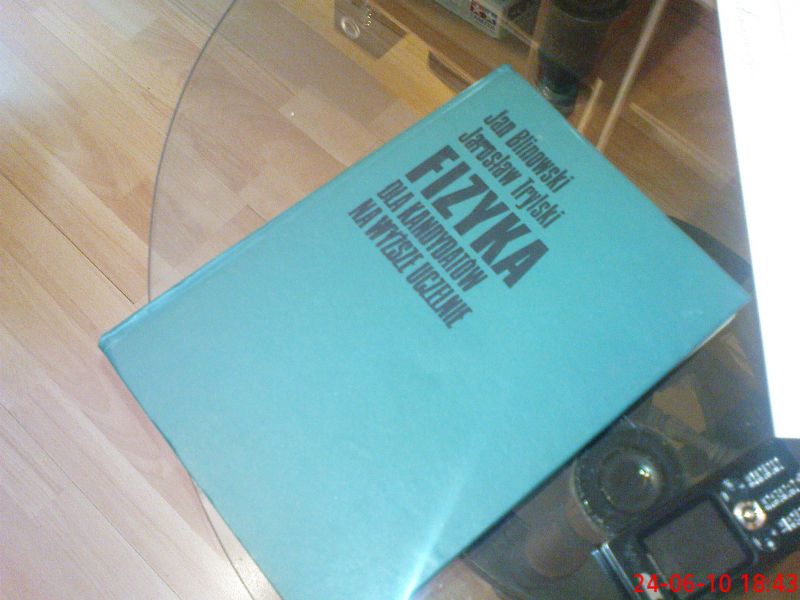 Jan Blinowski
Jarosław Trylski
FIZYKA
DLA KANDYDATÓW
NA WYŻSZE UCZELNIE
24-06-10 18:43